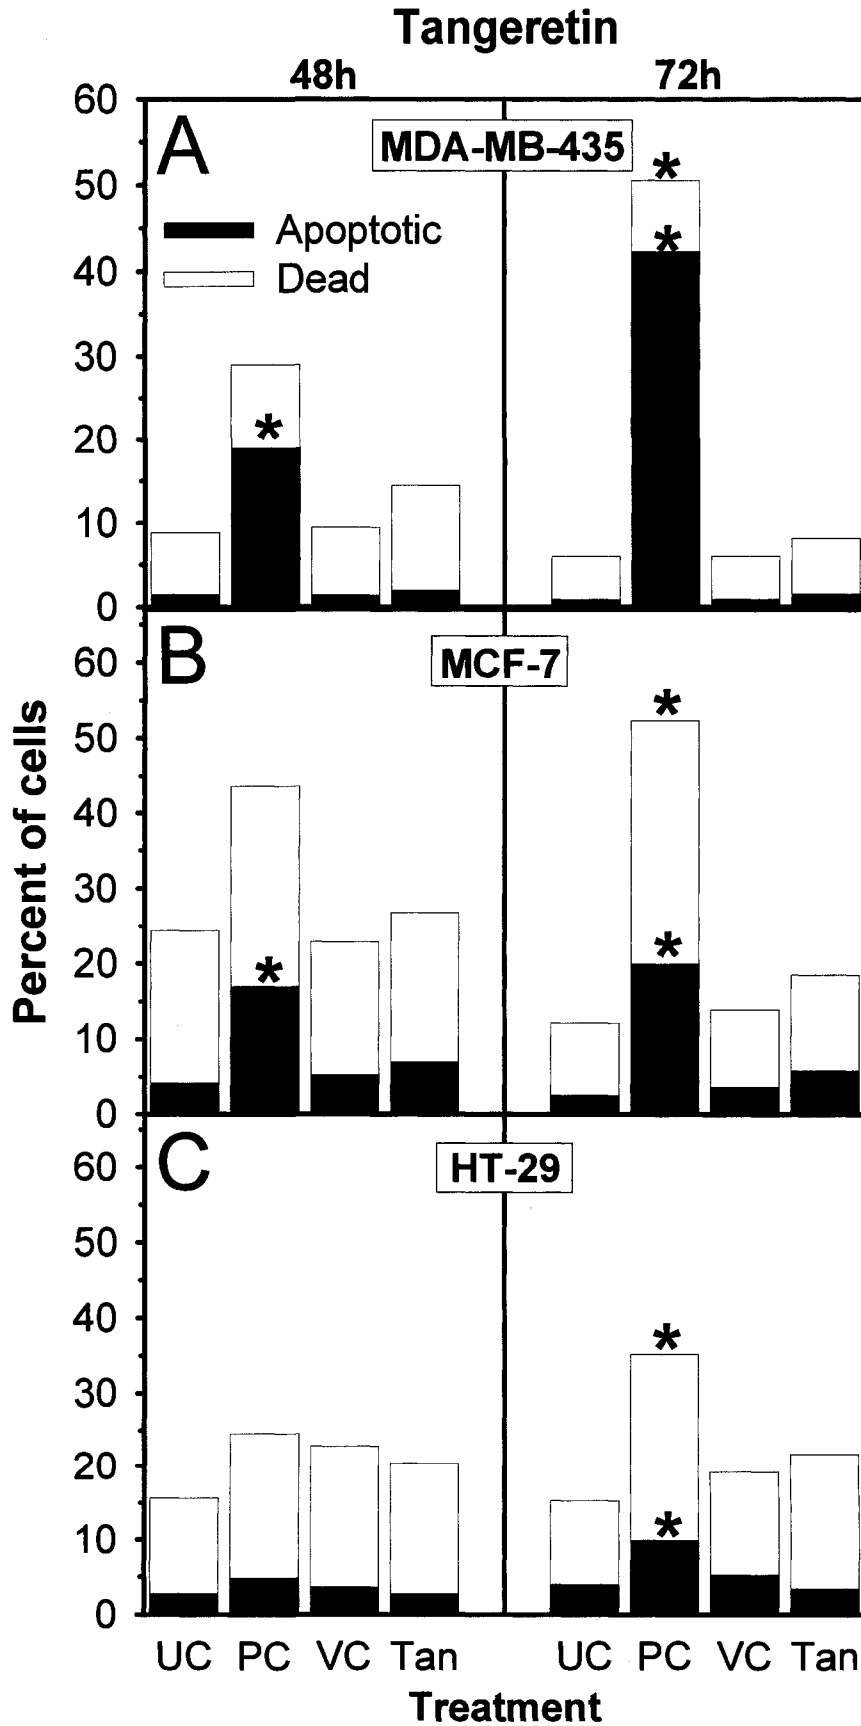 Tangeretin
48h 72h
60
A
MDA-MB-435
50
Apoptotic
Dead
40
30
20
10
0
B
MCF-7
60
50
40
30
20
10
0
C
HT-29
60
50
40
30
20
10
0
Percent of cells
UC PC VC Tan UC PC VC Tan
Treatment